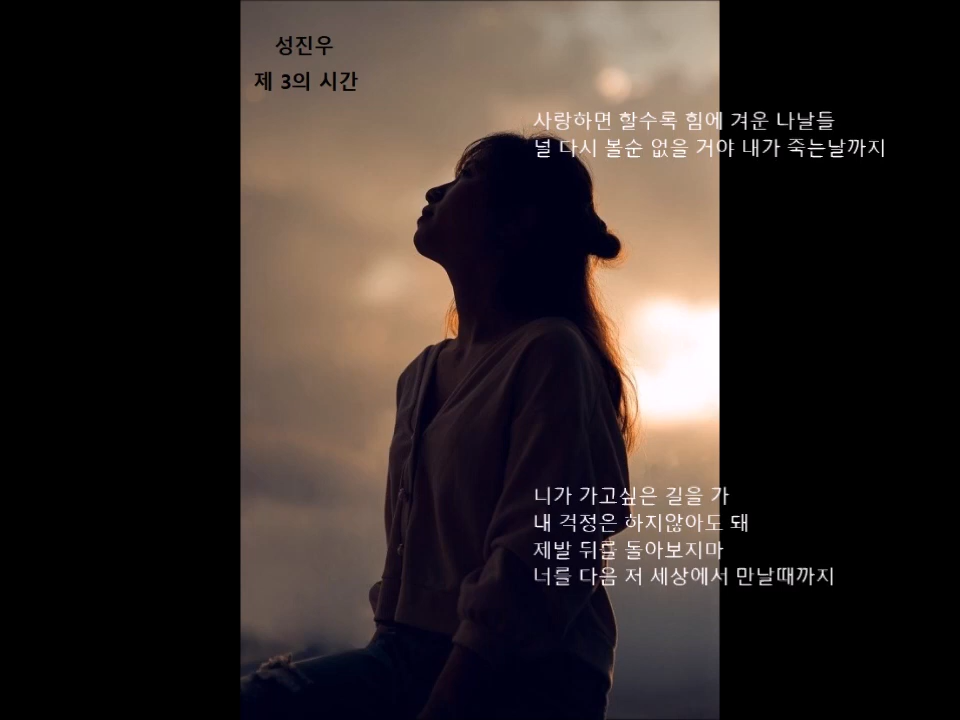 성진우
제 3의 시간
사랑하면 할수록 힘에 겨운 나날들
널 다시 볼순 없을 거야 내가 죽는날까지
니가 가고싶은 길을 가
내 걱정은 하지않아도 돼
제발 뒤를 돌아보지마
너를 다음 저 세상에서 만날때까지